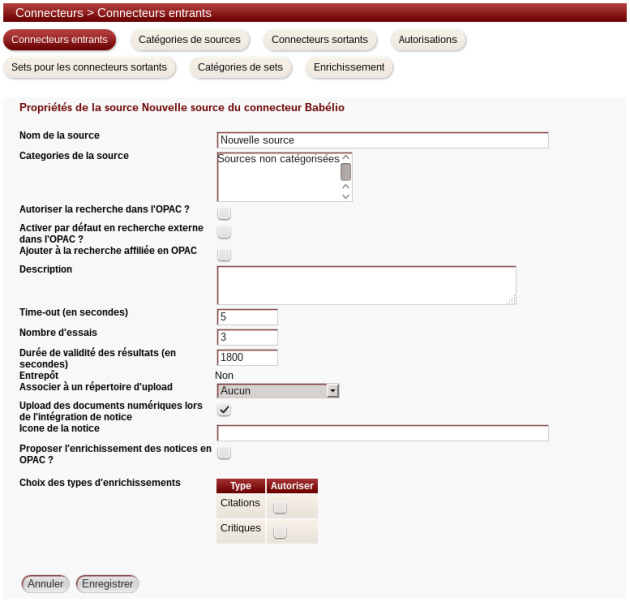 Connecteurs > Connecteurs entrants
Connecteurs entrants
Catégories de sources
Connecteurs sortants
Autorisations
Sets pour les connecteurs sortants
Catégories de sets
Enrichissement
Propriétés de la source Nouvelle source du connecteur Babélio
Nom de la source
Nouvelle source
Categories de la source
Sources non catégorisées
Autoriser la recherche dans l'OPAC ?
Activer par défaut en recherche externe
dans l'OPAC ?
Ajouter à la recherche affiliée en OPAC
Description
Time-out (en secondes)
5
Nombre d'essais
3
Durée de validité des résultats (en
secondes)
1800
Entrepôt
Non
Associer à un répertoire d'upload
Aucun
Upload des documents numériques lors
de l'intégration de notice
Icone de la notice
Proposer l'enrichissement des notices en
OPAC ?
Choix des types d'enrichissements
Type Autoriser
Citations
Critiques
Annuler
Enregistrer